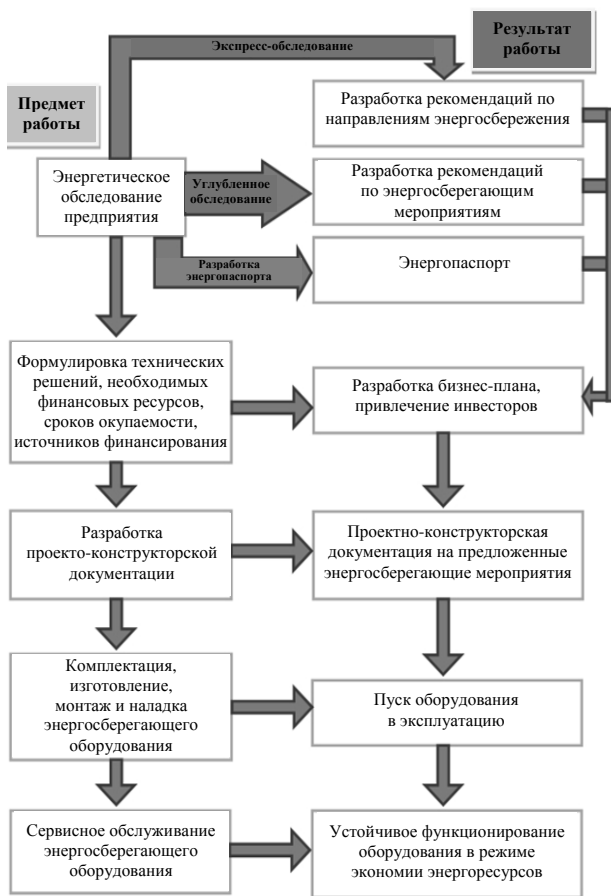 Экспресс-обследование
Результат
работы
Предмет
работы
Разработка рекомендаций по
направлениям энергосбережения
Энергетическое
обследование
предприятия
Углубленное
обследование
Разработка рекомендаций
по энергосберегающим
мероприятиям
Разработка
энергопаспорта
Энергопаспорт
Формулировка технических
решений, необходимых
финансовых ресурсов,
сроков окупаемости,
источников финансирования
Разработка бизнес-плана,
привлечение инвесторов
Разработка
проекто-конструкторской
документации
Проектно-конструкторская
документация на предложенные
энергосберегающие мероприятия
Комплектация,
изготовление,
монтаж и наладка
энергосберегающего
оборудования
Пуск оборудования
в эксплуатацию
Сервисное обслуживание
энергосберегающего
оборудования
Устойчивое функционирование
оборудования в режиме
экономии энергоресурсов